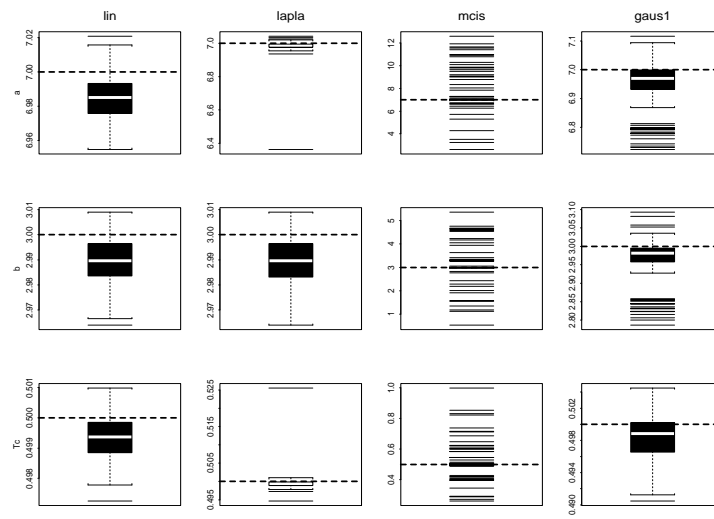 lin lapla mcis gaus1
a
6.96 6.98 7.00 7.02
6.4 6.6 6.8 7.0
4 6 8 10 12
6.8 6.9 7.0 7.1
b
2.97 2.98 2.99 3.00 3.01
2.97 2.98 2.99 3.00 3.01
1 2 3 4 5
2.80 2.85 2.90 2.95 3.00 3.05 3.10
Tc
0.498 0.499 0.500 0.501
0.495 0.505 0.515 0.525
0.4 0.6 0.8 1.0
0.490 0.494 0.498 0.502